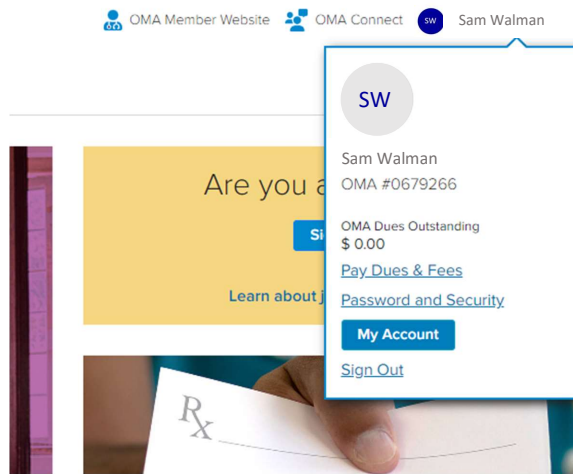 OMA Member Website OMA Connect SW Sam Walman
SW
Sam Walman
OMA #0679266
OMA Dues Outstanding
$ 0.00
Pay Dues & Fees
Password and Security
My Account
Sign Out
Are you a
Si
Learn about j
Rx